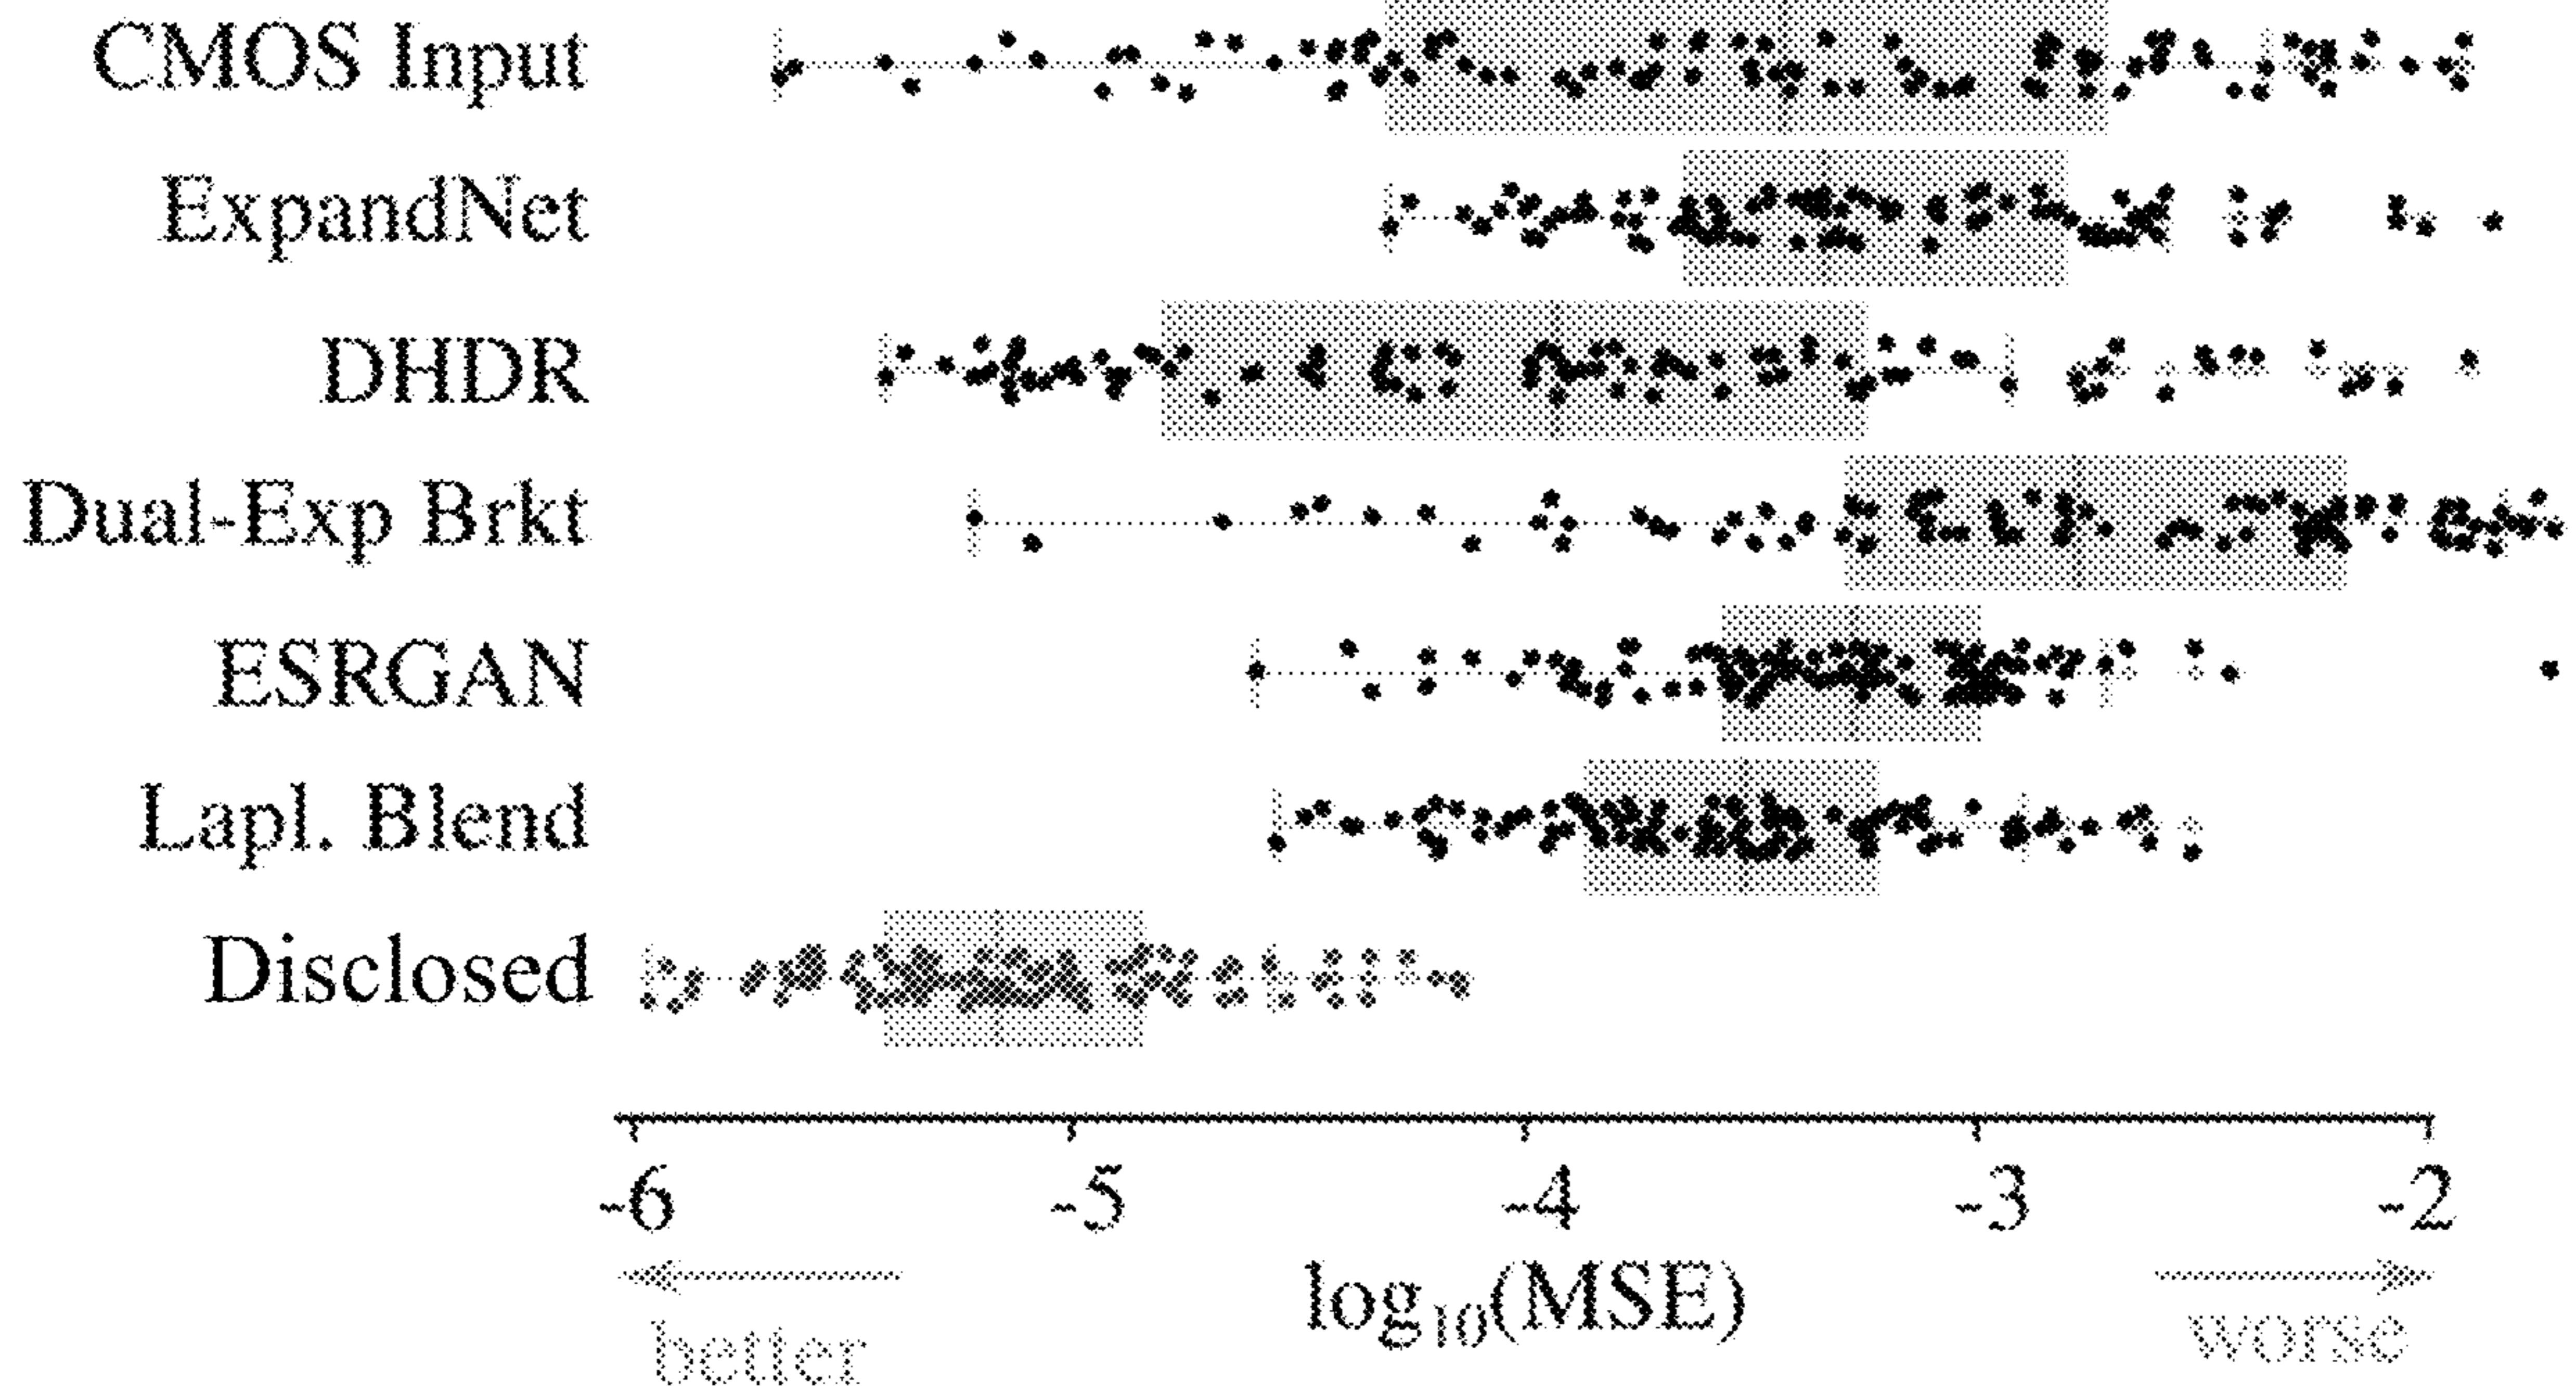 CMOS Input
ExpandNet
DHDR
Dual-Exp Brkt
ESRGAN
Lapl. Blend
Disclosed
-6 -5 -4 -3 -2
log₁₀(MSE)
better worse